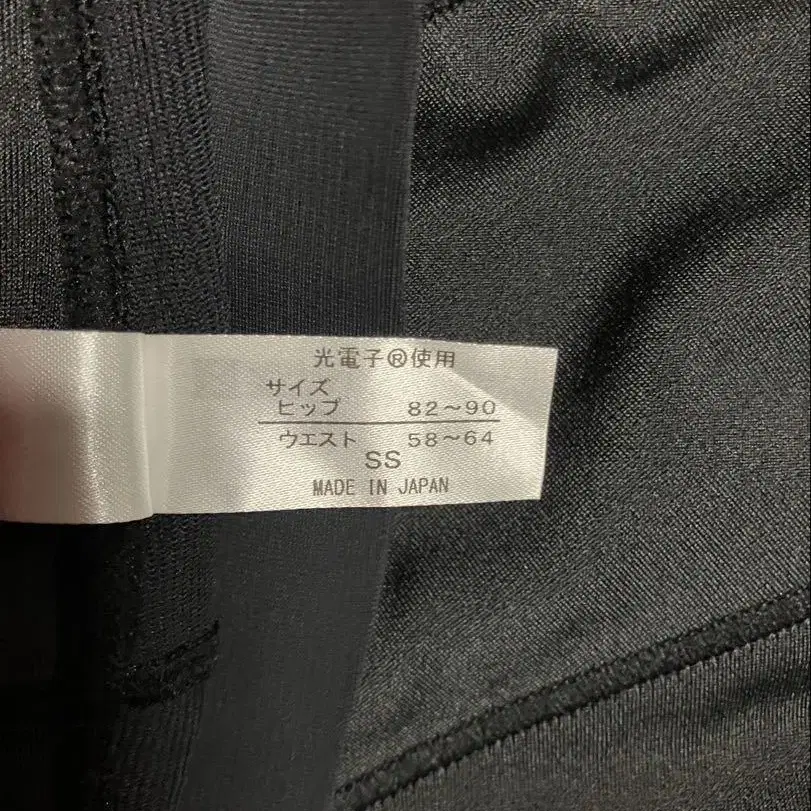 光電子®使用
サイズ
ヒップ 82～90
ウエスト 58～64
SS
MADE IN JAPAN